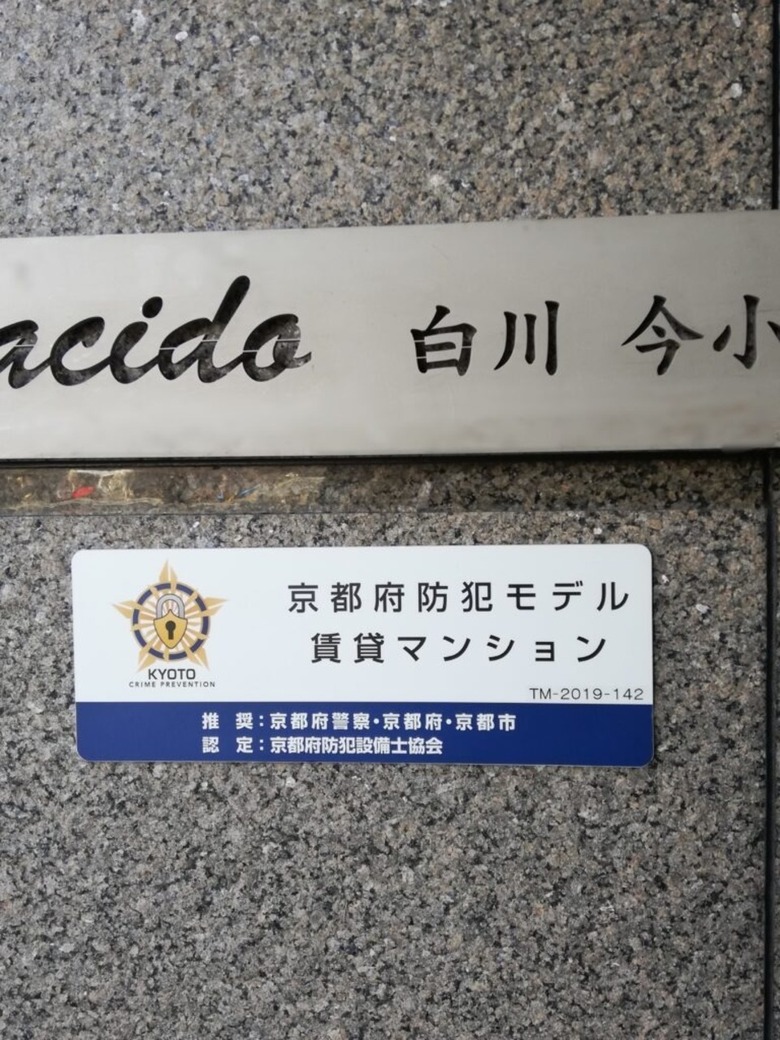 acido 白川 今小
京都府防犯モデル
賃貸マンション
KYOTO
CRIME PREVENTION
TM-2019-142
推 奨：京都府警察・京都府・京都市
認 定：京都府防犯設備士協会